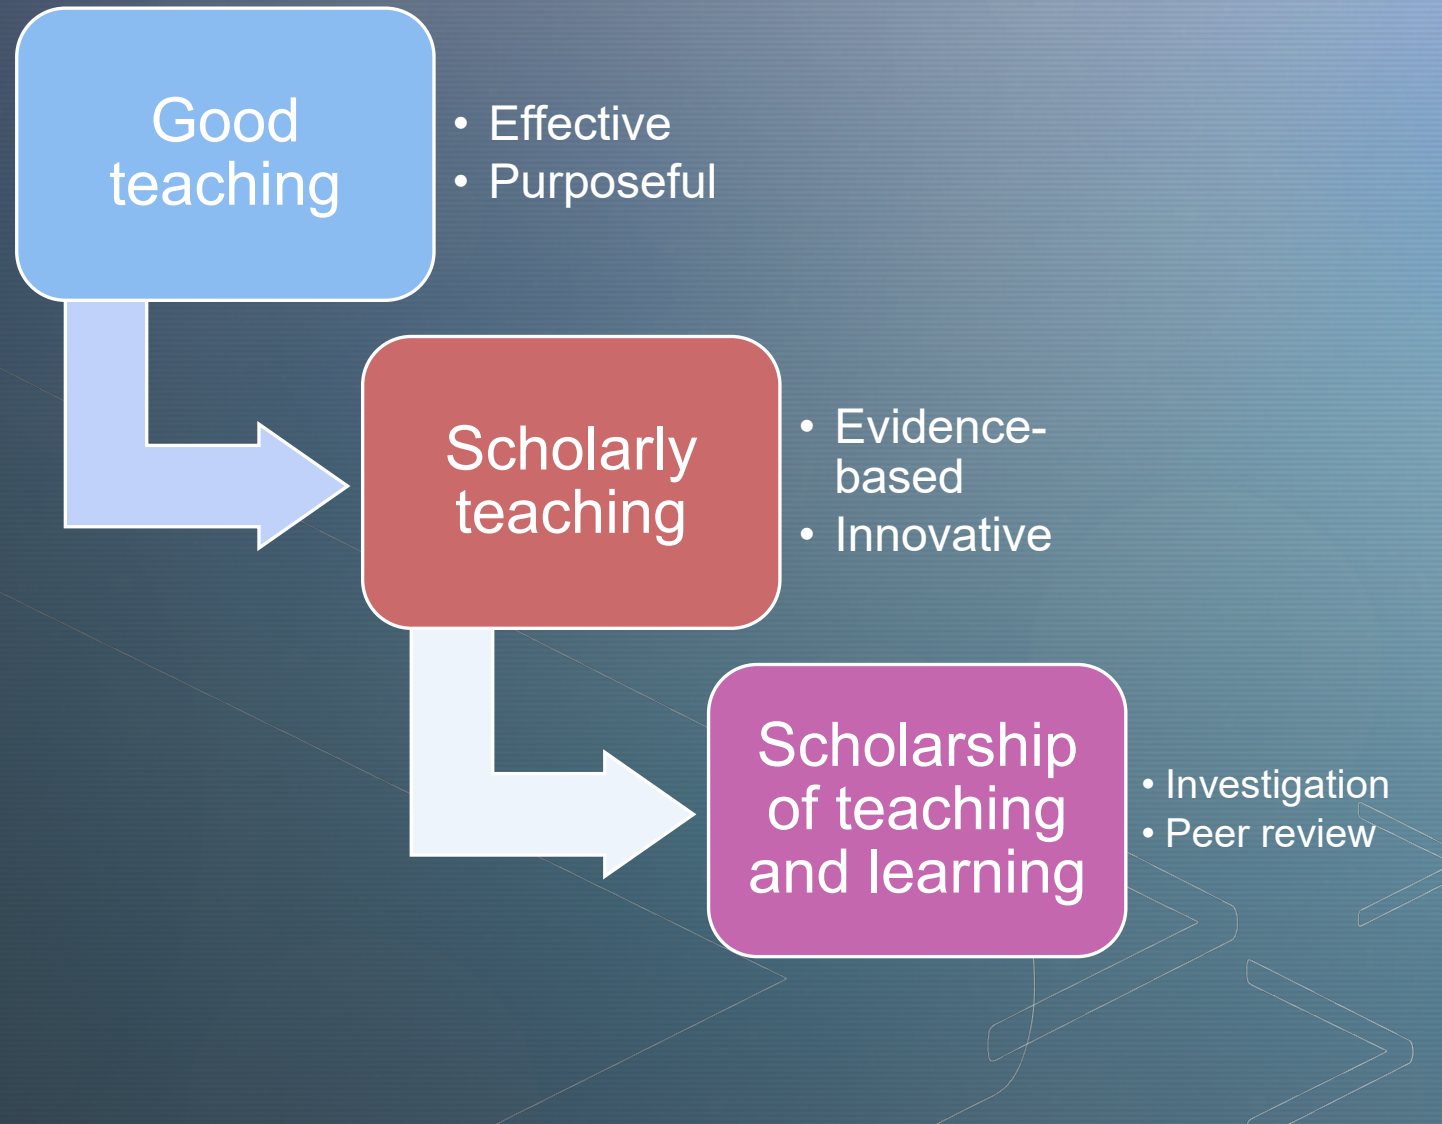 Good
teaching
• Effective
• Purposeful
Scholarly
teaching
• Evidence-
based
• Innovative
Scholarship
of teaching
and learning
• Investigation
• Peer review